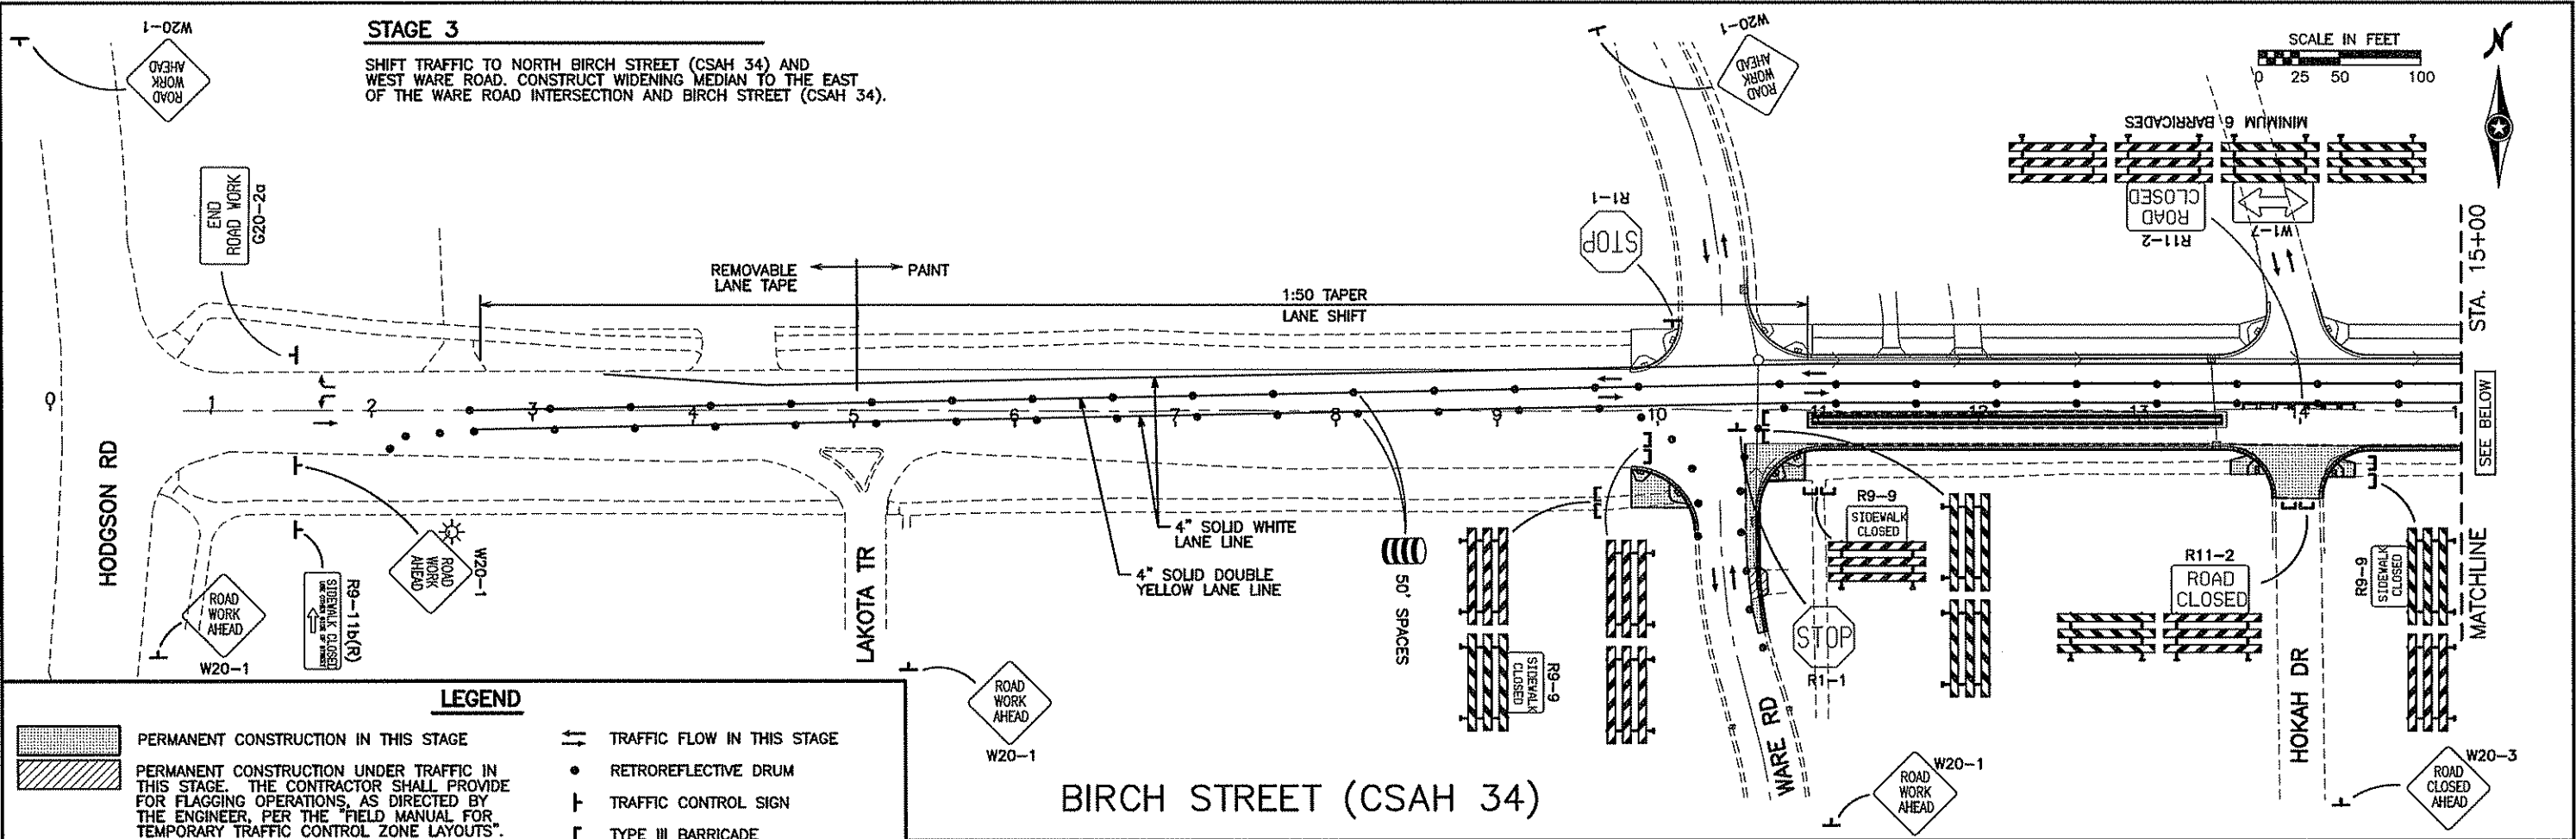 STAGE 3
SHIFT TRAFFIC TO NORTH BIRCH STREET (CSAH 34) AND
WEST WARE ROAD. CONSTRUCT WIDENING MEDIAN TO THE EAST
OF THE WARE ROAD INTERSECTION AND BIRCH STREET (CSAH 34).
W20-1
ROAD
WORK
AHEAD
W20-1
ROAD
WORK
AHEAD
N
SCALE IN FEET
0 25 50 100
MINIMUM 6 BARRICADES
ROAD
CLOSED
R11-2
W1-7
R1-1
STOP
END
ROAD WORK
G20-2a
REMOVABLE
LANE TAPE
PAINT
1:50 TAPER
LANE SHIFT
STA. 15+00
SEE BELOW
MATCHLINE
0 1 2 3 4 5 6 7 8 9 10 11 12 13 14 1
HODGSON RD
LAKOTA TR
WARE RD
HOKAH DR
4" SOLID WHITE
LANE LINE
4" SOLID DOUBLE
YELLOW LANE LINE
50' SPACES
ROAD
WORK
AHEAD
W20-1
SIDEWALK CLOSED
R9-11b(R)
ROAD
WORK
AHEAD
W20-1
ROAD
WORK
AHEAD
W20-1
R9-9
SIDEWALK
CLOSED
R9-9
SIDEWALK
CLOSED
STOP
R1-1
R11-2
ROAD
CLOSED
R9-9
SIDEWALK
CLOSED
ROAD
WORK
AHEAD
W20-1
ROAD
CLOSED
AHEAD
W20-3
BIRCH STREET (CSAH 34)
LEGEND
PERMANENT CONSTRUCTION IN THIS STAGE
PERMANENT CONSTRUCTION UNDER TRAFFIC IN
THIS STAGE. THE CONTRACTOR SHALL PROVIDE
FOR FLAGGING OPERATIONS, AS DIRECTED BY
THE ENGINEER, PER THE "FIELD MANUAL FOR
TEMPORARY TRAFFIC CONTROL ZONE LAYOUTS".
TRAFFIC FLOW IN THIS STAGE
RETROREFLECTIVE DRUM
TRAFFIC CONTROL SIGN
TYPE III BARRICADE